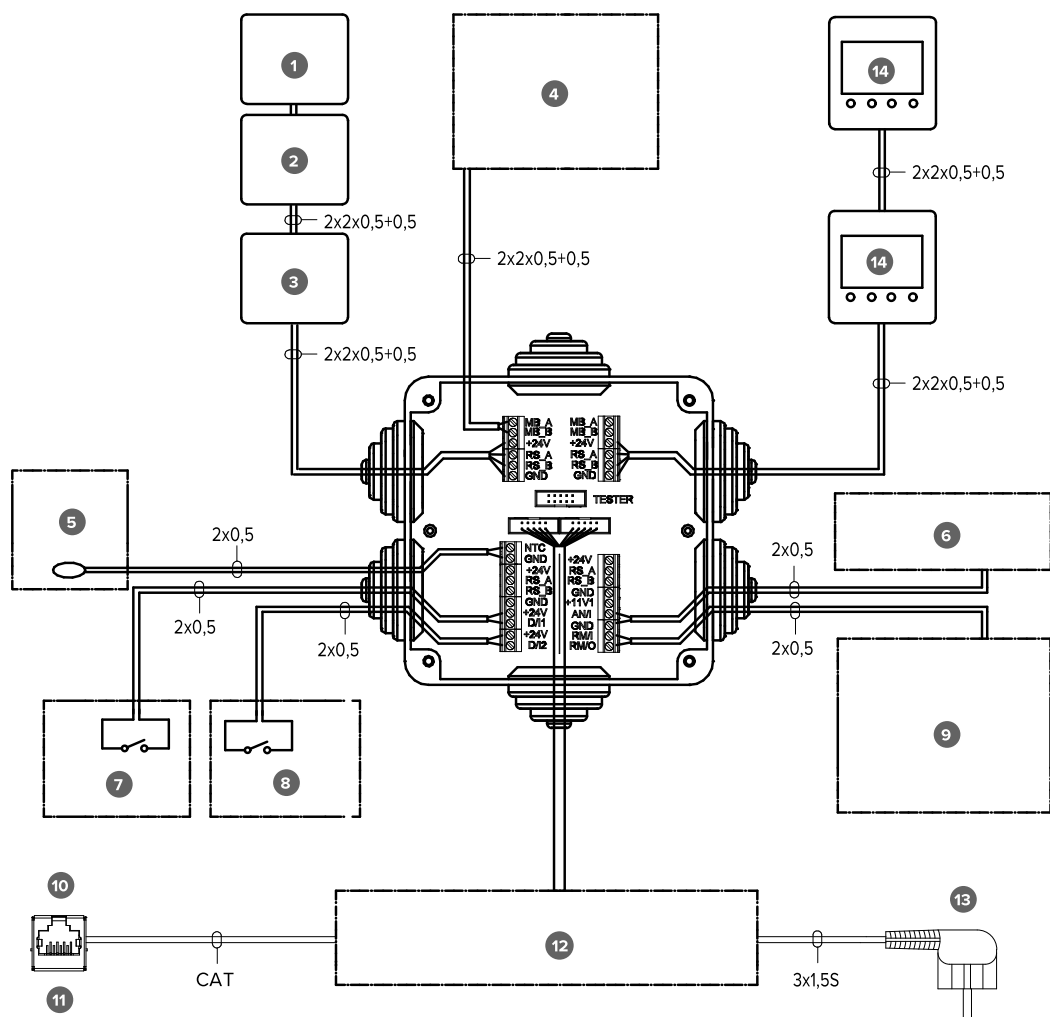 1
4
14
2
2x2x0,5+0,5
2x2x0,5+0,5
14
2x2x0,5+0,5
3
2x2x0,5+0,5
2x2x0,5+0,5
MB_A MB_A
MB_B MB_B
+24V +24V
RS_A RS_A
RS_B RS_B
GND GND
TESTER
5
2x0,5
6
2x0,5
NTC
GND
+24V
RS_A
RS_B
GND
+24V
D/I1
+24V
D/I2
+24V
RS_A
RS_B
GND
+11V1
AN/I
GND
RM/I
RM/O
2x0,5
2x0,5
2x0,5
7
8
9
10
11
CAT
12
3x1,5S
13